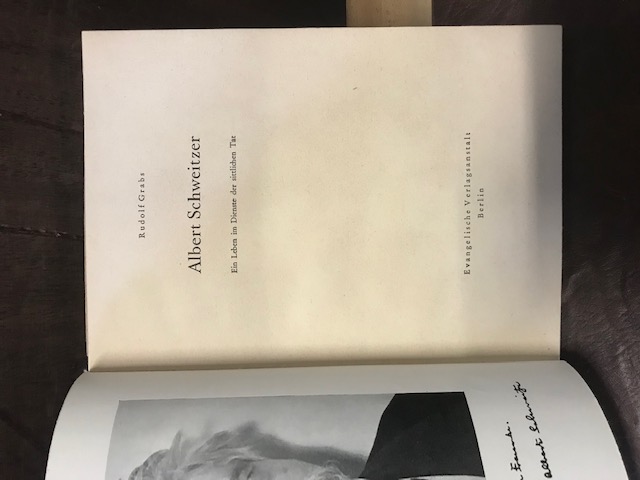 Rudolf Grabs
Albert Schweitzer
Ein Leben im Dienste der sittlichen Tat
Evangelische Verlagsanstalt
Berlin
Albert Schweitzer